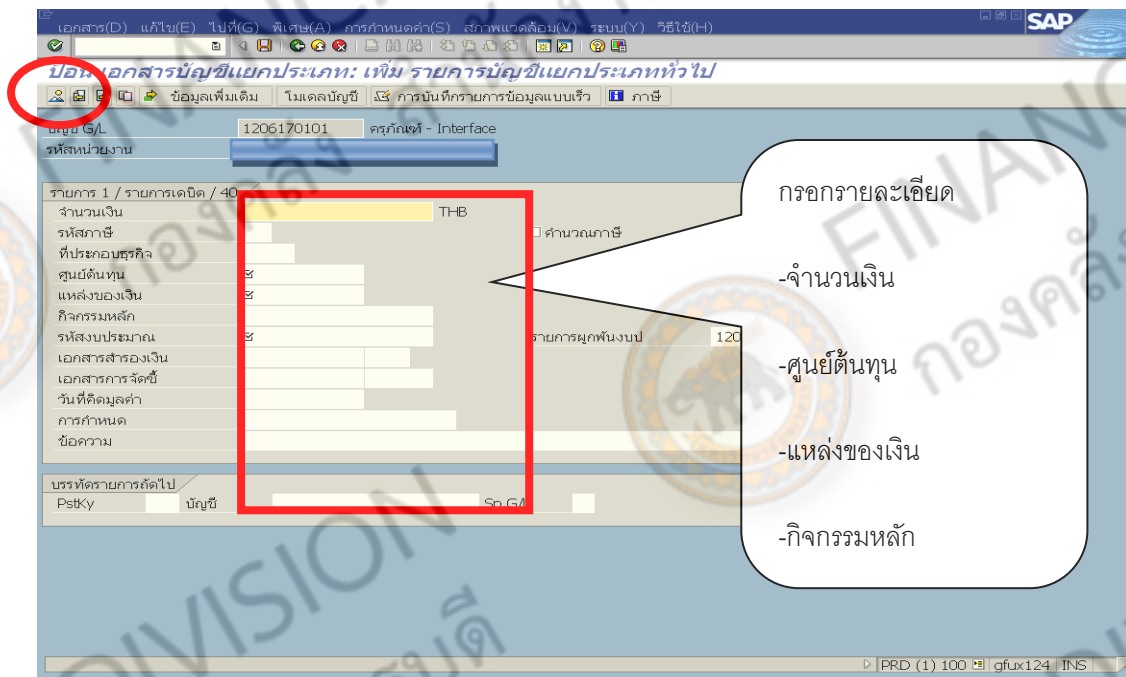 เอกสาร(D) แก้ไข(E) ไปที่(G) พิเศษ(A) การกำหนดค่า(S) สภาพแวดล้อม(V) ระบบ(Y) วิธีใช้(H)
SAP
ป้อน เอกสารบัญชีแยกประเภท: เพิ่ม รายการบัญชีแยกประเภททั่วไป
ข้อมูลเพิ่มเติม โมเดลบัญชี การบันทึกรายการข้อมูลแบบเร็ว ภาษี
บัญชี G/L 1206170101 ครุภัณฑ์ - Interface
รหัสหน่วยงาน
รายการ 1 / รายการเดบิต / 40
จำนวนเงิน THB
รหัสภาษี คำนวณภาษี
ที่ประกอบธุรกิจ
ศูนย์ต้นทุน
แหล่งของเงิน
กิจกรรมหลัก
รหัสงบประมาณ รายการผูกพันงบป 120
เอกสารสำรองเงิน
เอกสารการจัดซื้
วันที่คิดมูลค่า
การกำหนด
ข้อความ
บรรทัดรายการถัดไป
PstKy บัญชี Sp G/
กรอกรายละเอียด
-จำนวนเงิน
-ศูนย์ต้นทุน
-แหล่งของเงิน
-กิจกรรมหลัก
PRD (1) 100 gfux124 INS
FINANC
กองคลัง
DIVISION